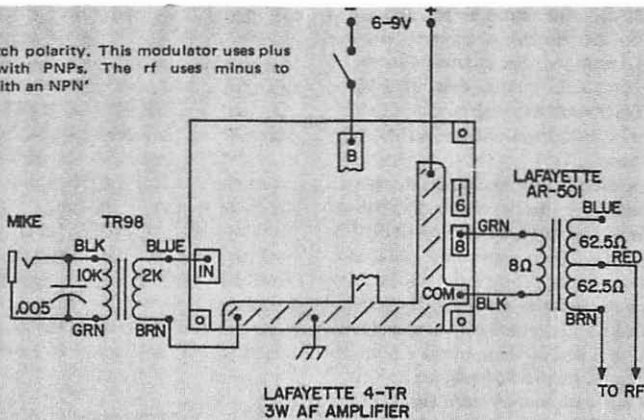 ch polarity. This modulator uses plus
with PNPs. The rf uses minus to
ith an NPN'
− 6-9V +
B
LAFAYETTE
AR-501
MIKE
TR98
BLK
BLUE
10K
2K
.005
GRN
BRN
IN
16
8
GRN
COM
BLK
8Ω
BLUE
62.5Ω
RED
62.5Ω
BRN
TO RF
LAFAYETTE 4-TR
3W AF AMPLIFIER